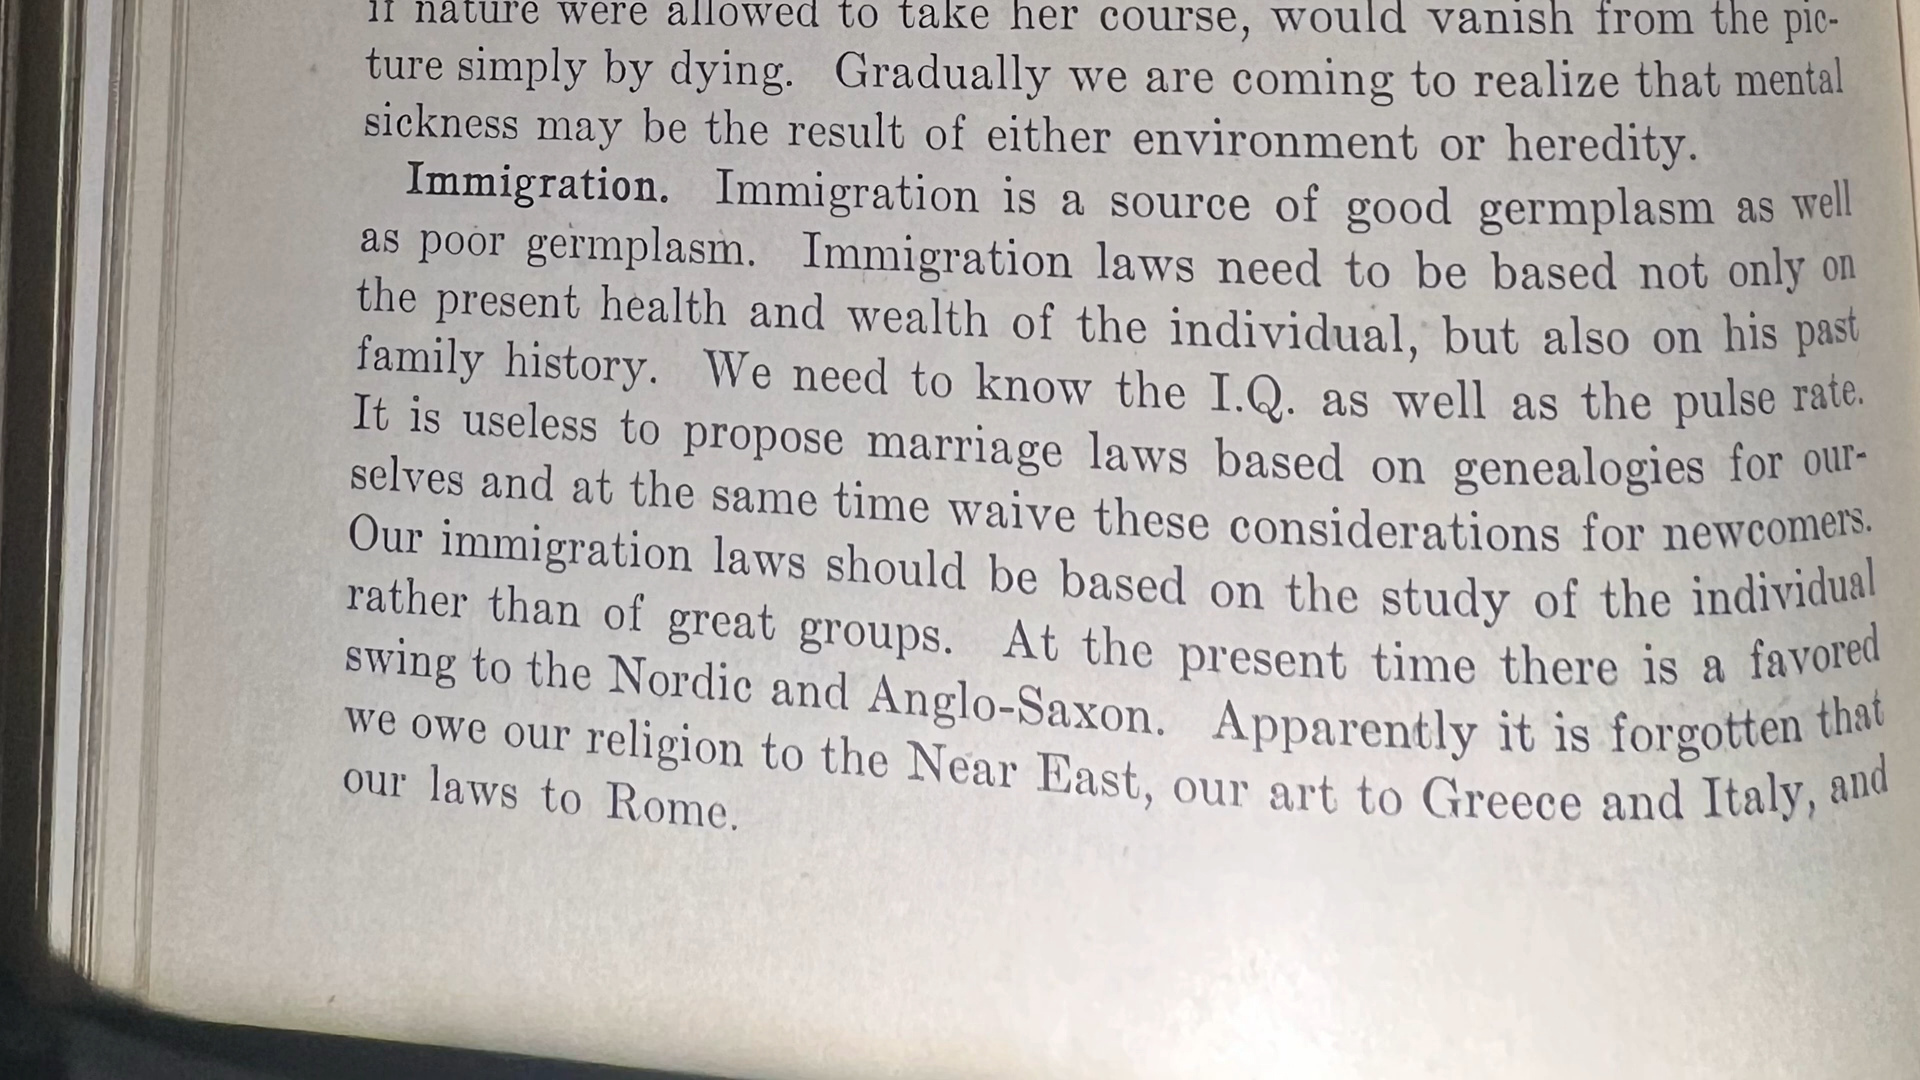 if nature were allowed to take her course, would vanish from the pic-
ture simply by dying. Gradually we are coming to realize that mental
sickness may be the result of either environment or heredity.
Immigration. Immigration is a source of good germplasm as well
as poor germplasm. Immigration laws need to be based not only on
the present health and wealth of the individual, but also on his past
family history. We need to know the I.Q. as well as the pulse rate.
It is useless to propose marriage laws based on genealogies for our-
selves and at the same time waive these considerations for newcomers.
Our immigration laws should be based on the study of the individual
rather than of great groups. At the present time there is a favored
swing to the Nordic and Anglo-Saxon. Apparently it is forgotten that
we owe our religion to the Near East, our art to Greece and Italy, and
our laws to Rome.